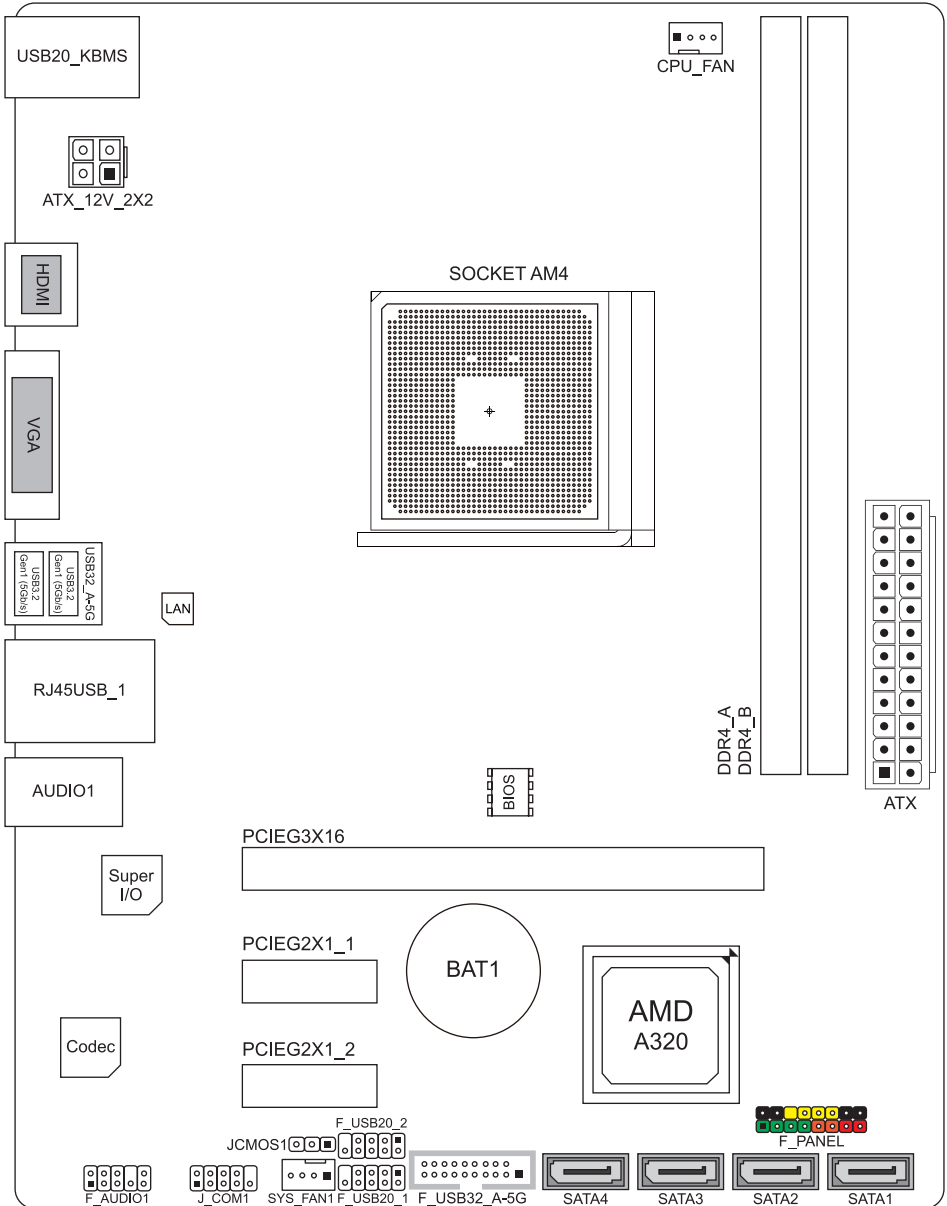 USB20_KBMS
CPU_FAN
ATX_12V_2X2
HDMI
SOCKET AM4
VGA
USB32_A-5G
USB3.2
Gen1 (5Gb/s)
USB3.2
Gen1 (5Gb/s)
LAN
RJ45USB_1
DDR4_A
DDR4_B
AUDIO1
BIOS
ATX
PCIEG3X16
Super
I/O
PCIEG2X1_1
BAT1
AMD
A320
Codec
PCIEG2X1_2
F_USB20_2
JCMOS1
F_PANEL
F_AUDIO1
J_COM1
SYS_FAN1
F_USB20_1
F_USB32_A-5G
SATA4
SATA3
SATA2
SATA1